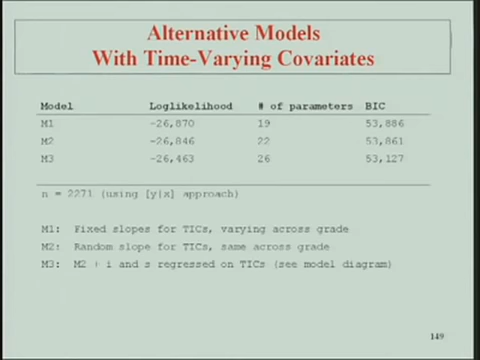 Alternative Models
With Time-Varying Covariates
Model Loglikelihood # of parameters BIC
M1 -26,870 19 53,886
M2 -26,846 22 53,861
M3 -26,463 26 53,127
n = 2271 (using [y|x] approach)
M1: Fixed slopes for TICs, varying across grade
M2: Random slope for TICs, same across grade
M3: M2 + i and s regressed on TICs (see model diagram)
149